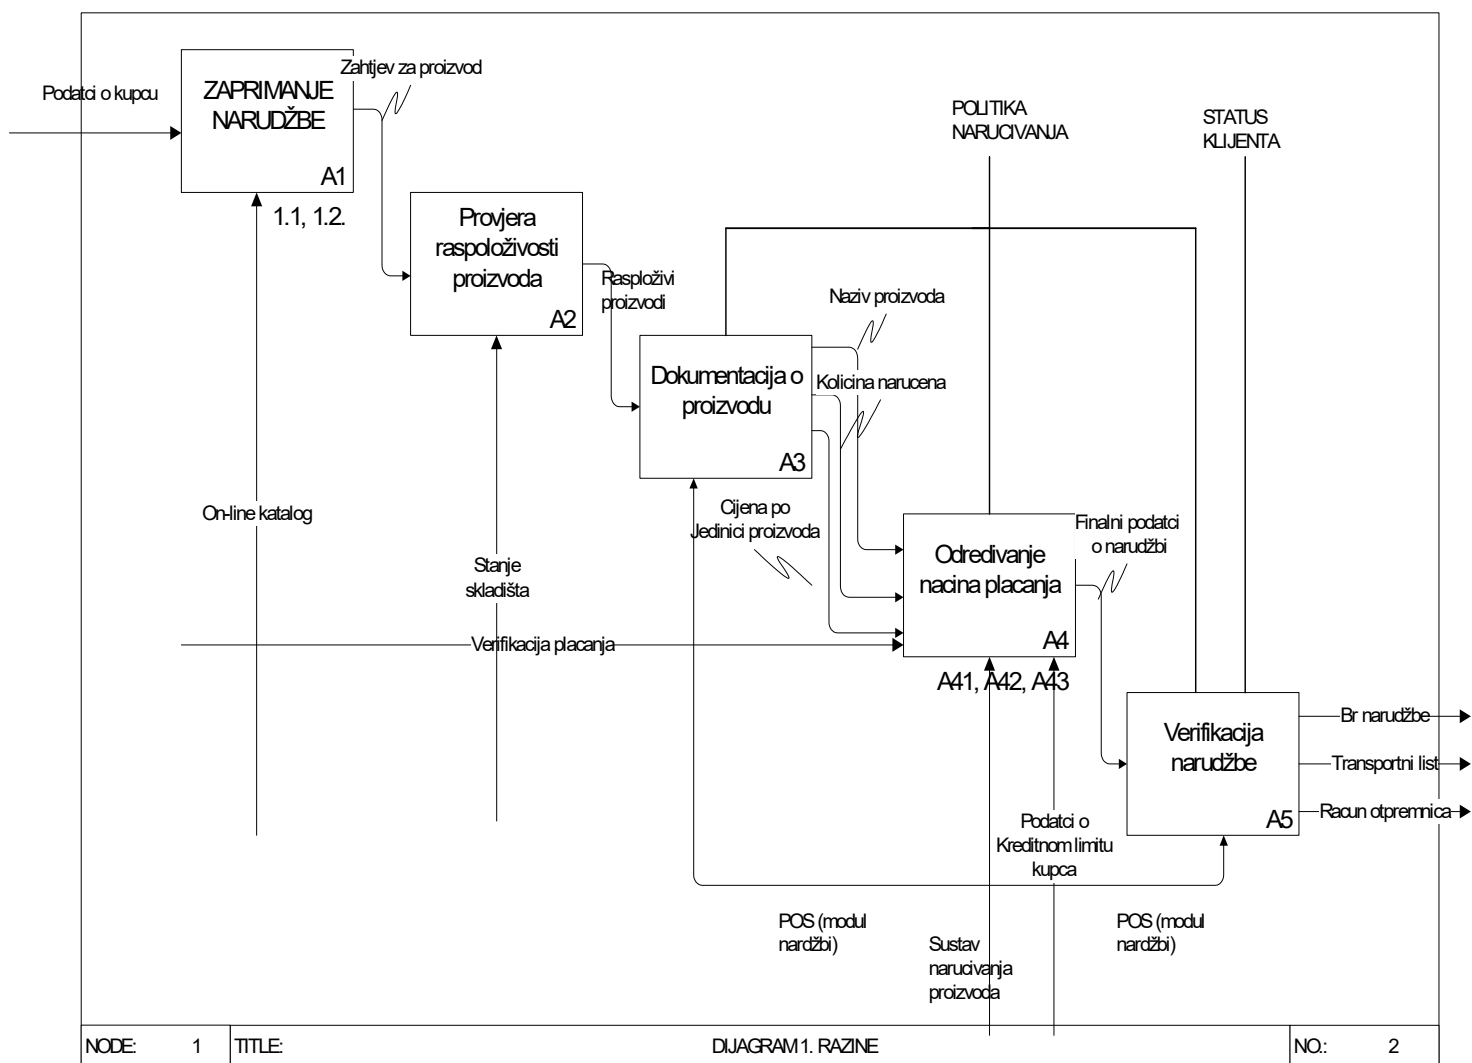 Zahtjev za proizvod
Podatci o kupcu
ZAPRIMANJE
NARUDŽBE
A1
1.1, 1.2.
POLITIKA
NARUCIVANJA
STATUS
KLIJENTA
Provjera
raspoloživosti
proizvoda
A2
Rasploživi
proizvodi
Naziv proizvoda
Dokumentacija o
proizvodu
A3
Kolicina narucena
On-line katalog
Cijena po
Jedinici proizvoda
Finalni podatci
o narudžbi
Stanje
skladišta
Odredivanje
nacina placanja
A4
Verifikacija placanja
A41, A42, A43
Verifikacija
narudžbe
A5
Br narudžbe
Transportni list
Racun otpremnica
Podatci o
Kreditnom limitu
kupca
POS (modul
nardžbi)
POS (modul
nardžbi)
Sustav
narucivanja
proizvoda
NODE: 1 TITLE: DIJAGRAM 1. RAZINE NO.: 2